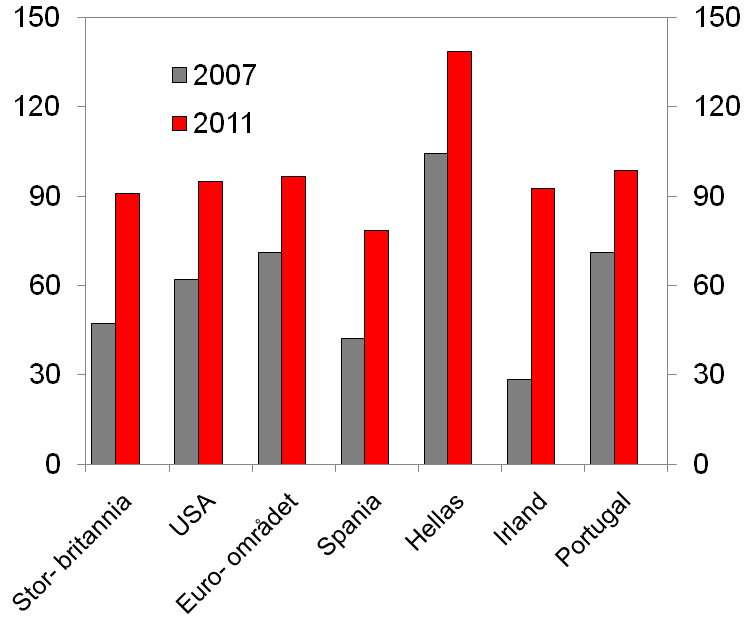 150 150
2007
120 120
2011
90 90
60 60
30 30
0 0
Stor- britannia
USA
Euro- området
Spania
Hellas
Irland
Portugal